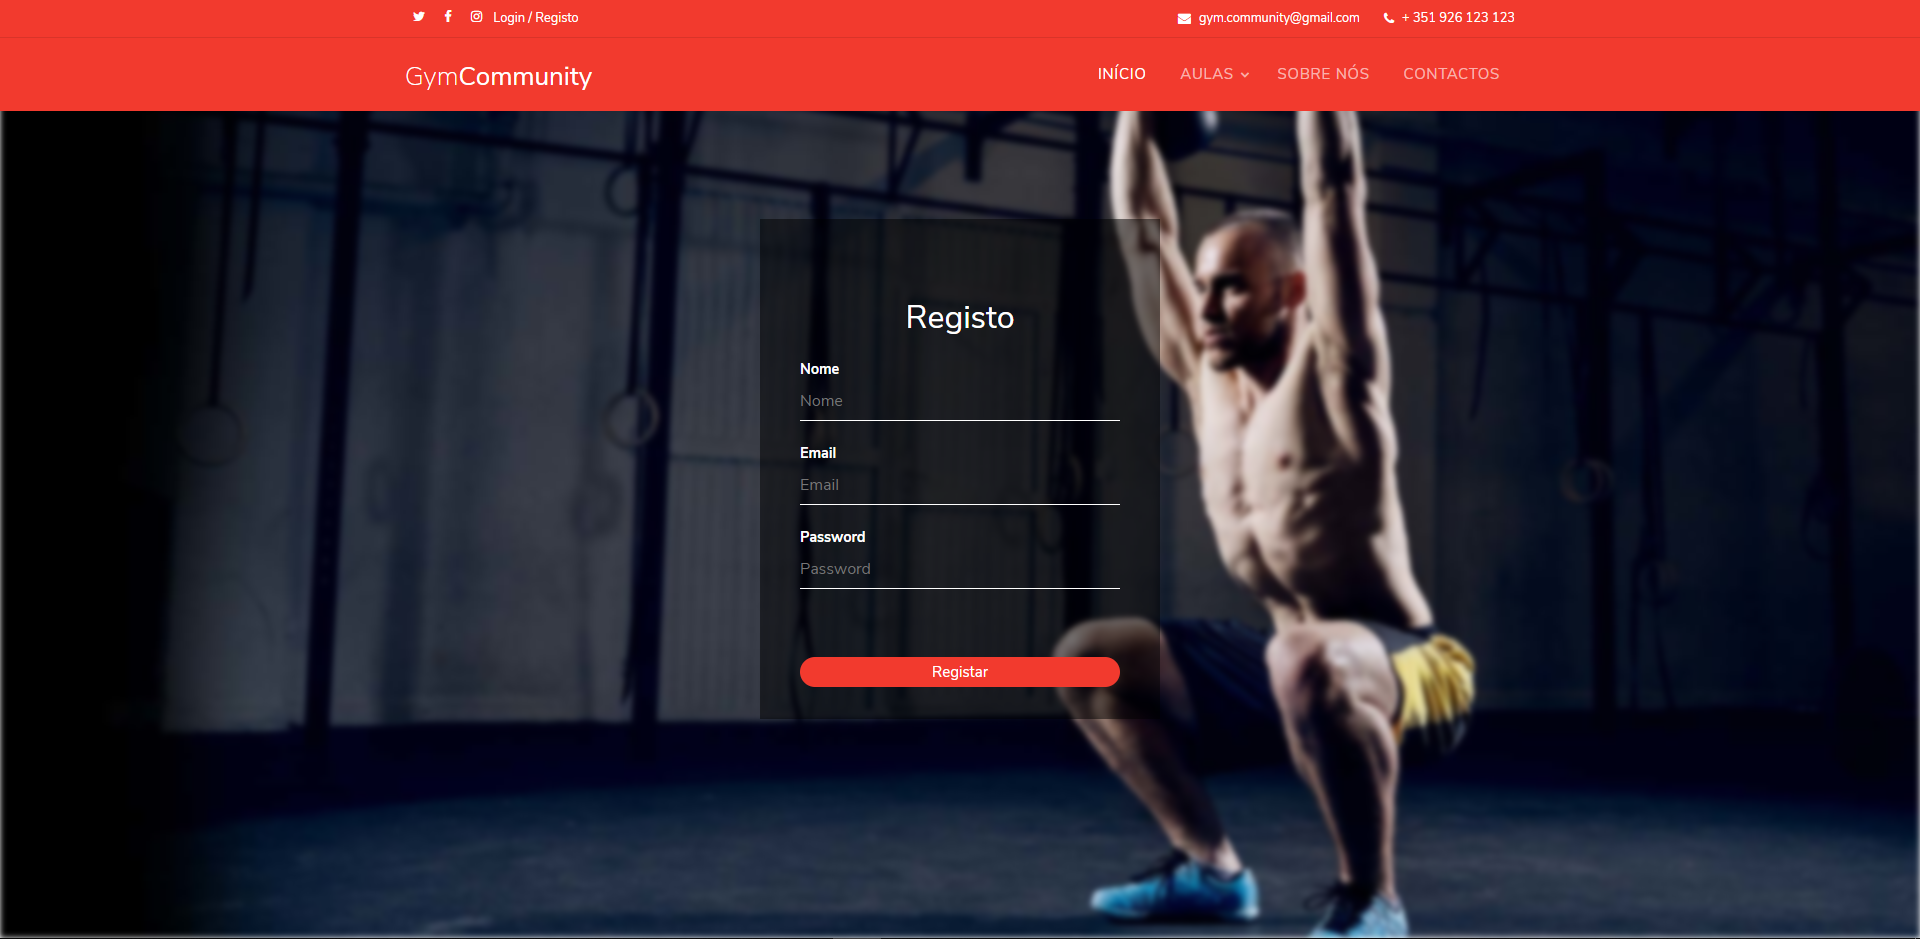 Login / Registo
gym.community@gmail.com
+ 351 926 123 123
GymCommunity
INÍCIO
AULAS
SOBRE NÓS
CONTACTOS
Registo
Nome
Nome
Email
Email
Password
Password
Registar